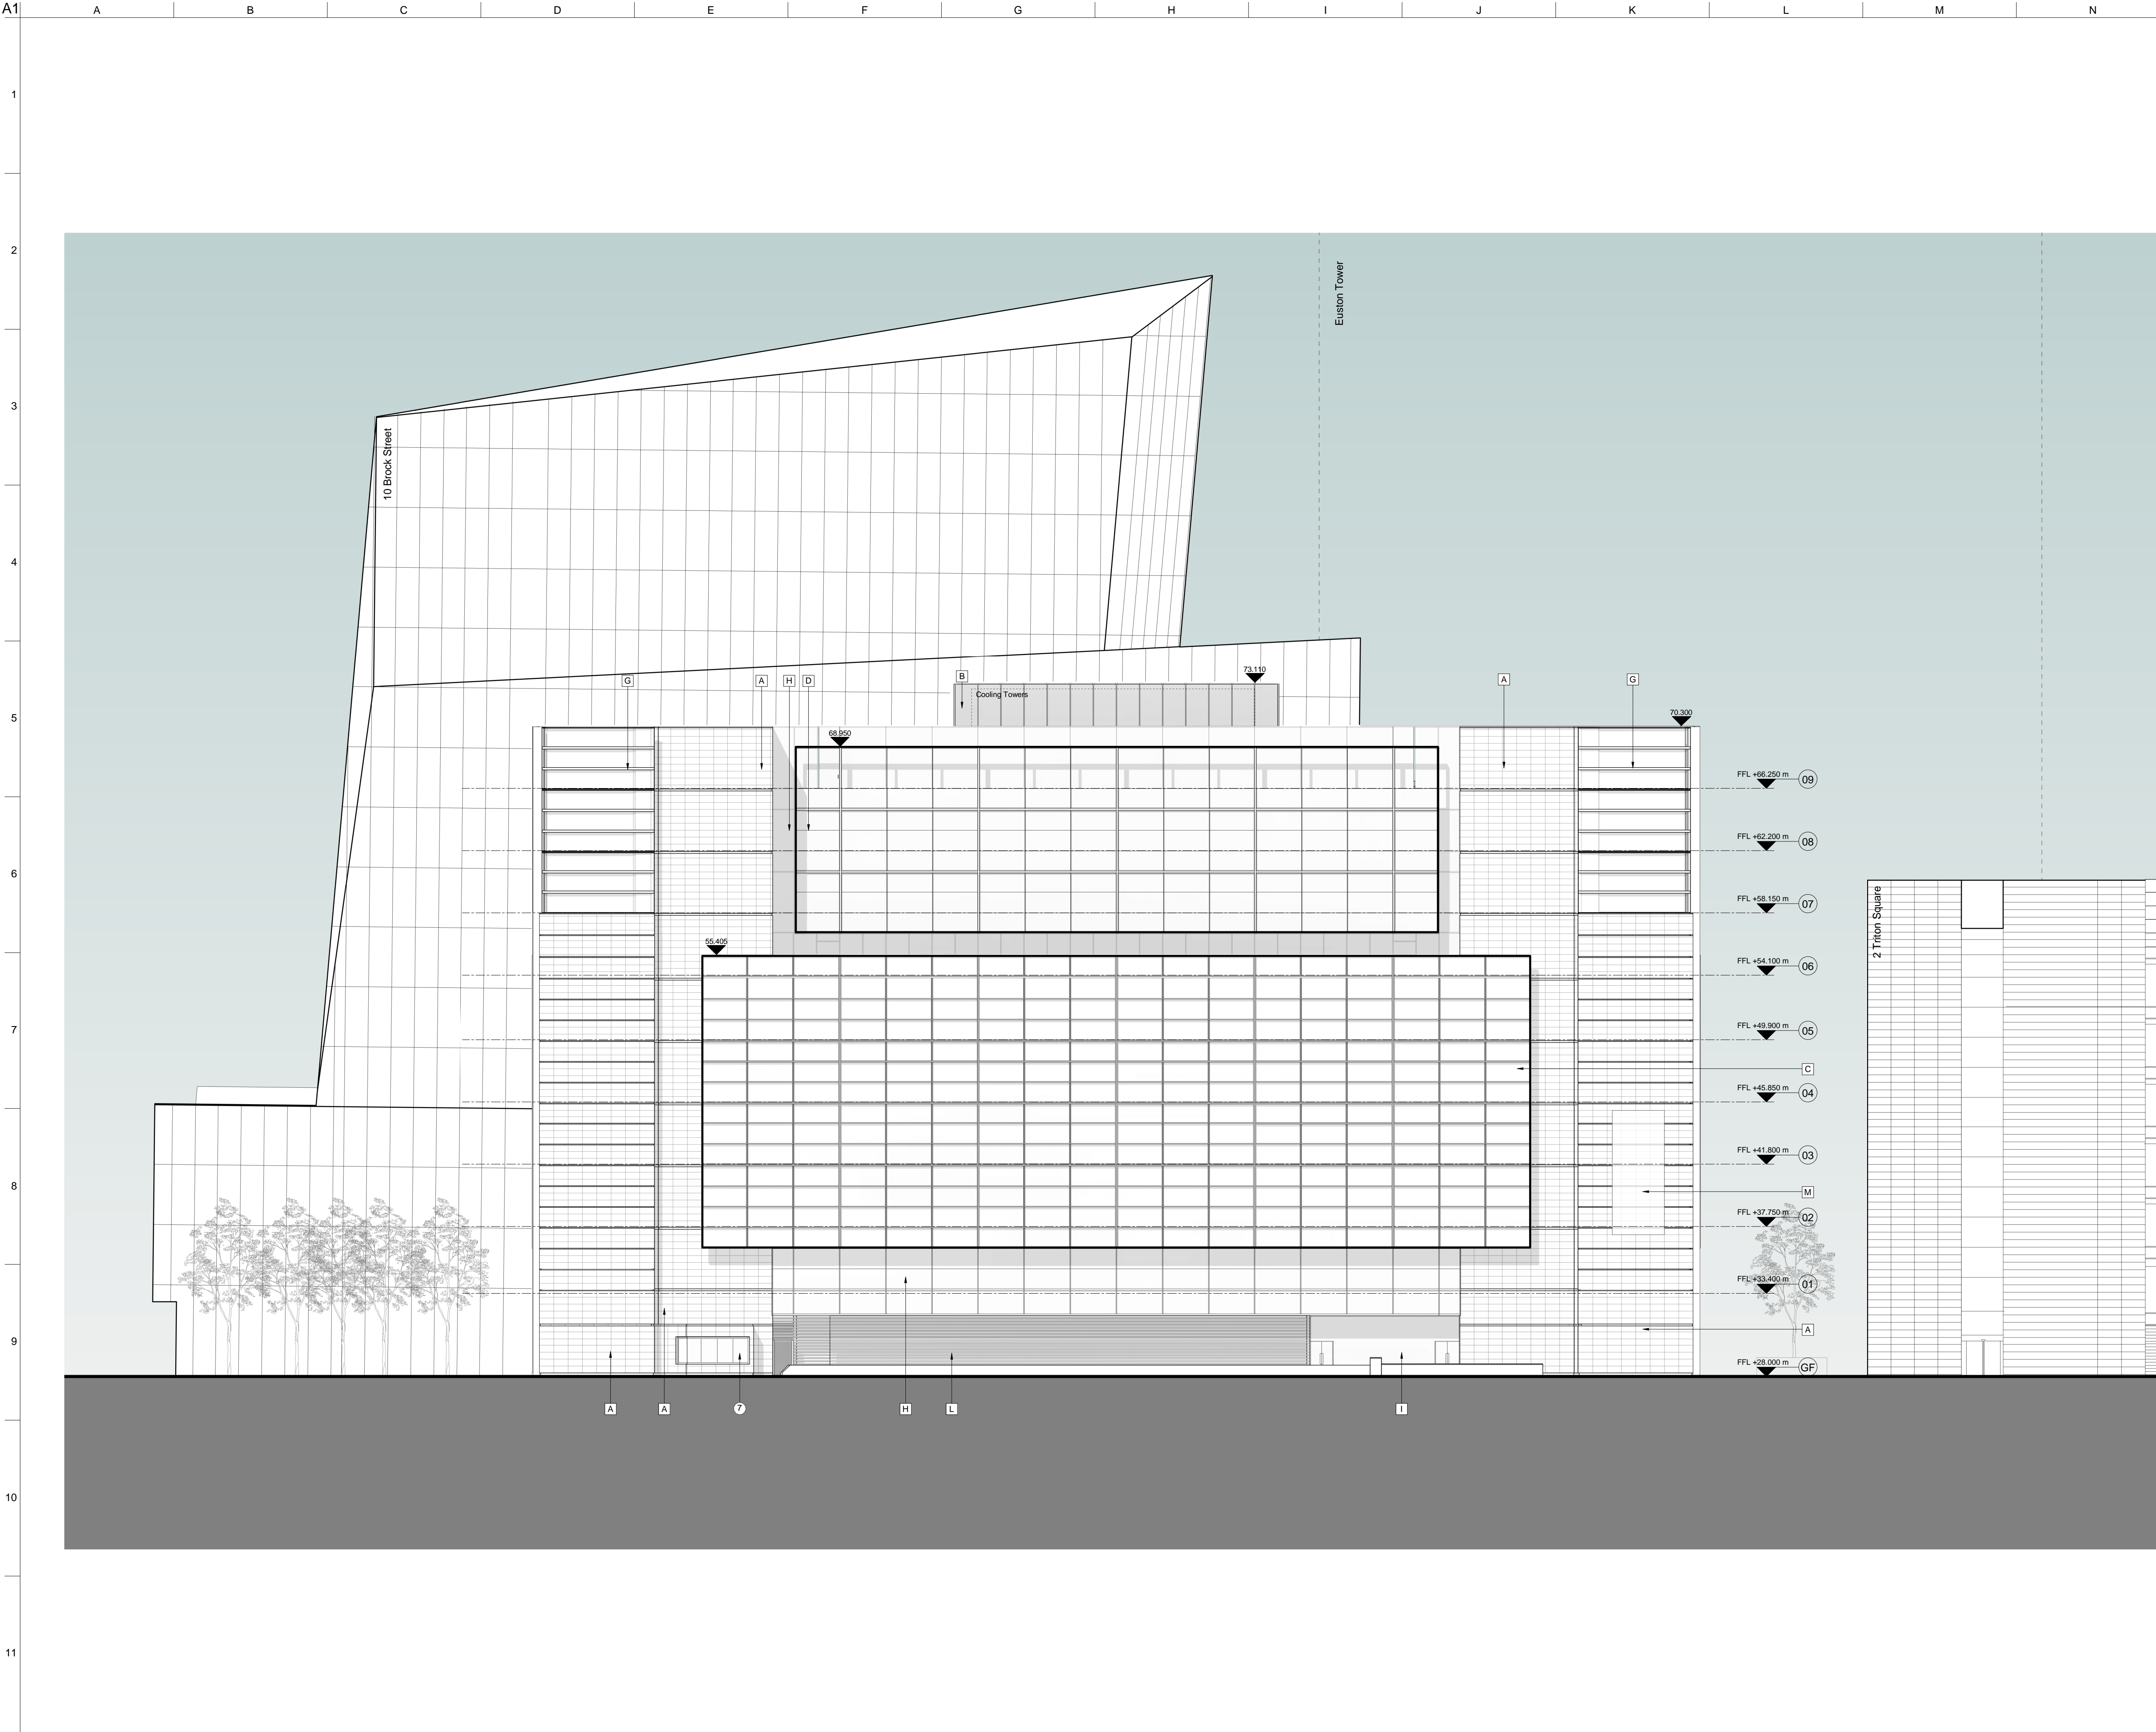 A1
A B C D E F G H I J K L M N
1
2
Euston Tower
3
10 Brock Street
4
G A H D B 73.110 A G
Cooling Towers
5
70.300
68.950
FFL +66.250 m 09
FFL +62.200 m 08
6
2 Triton Square
FFL +58.150 m 07
55.405
FFL +54.100 m 06
7
FFL +49.900 m 05
C
FFL +45.850 m 04
FFL +41.800 m 03
8
M
FFL +37.750 m 02
FFL +33.400 m 01
A
9
FFL +28.000 m GF
A A 7 H L I
10
11